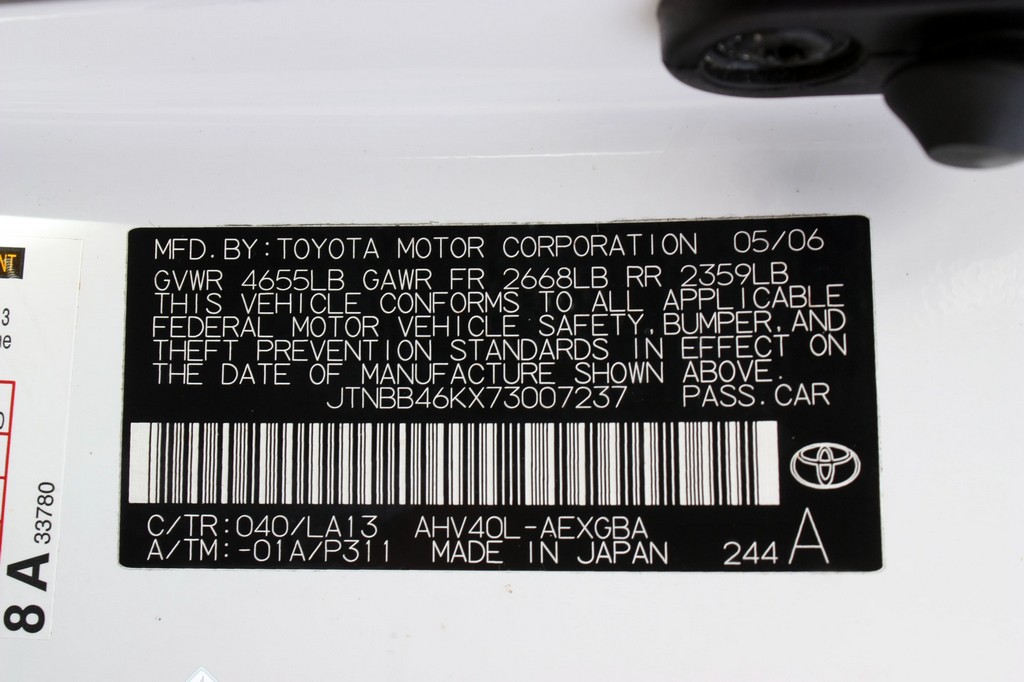 MFD.BY:TOYOTA MOTOR CORPORATION 05/06
GVWR 4655LB GAWR FR 2668LB RR 2359LB
THIS VEHICLE CONFORMS TO ALL APPLICABLE
FEDERAL MOTOR VEHICLE SAFETY, BUMPER, AND
THEFT PREVENTION STANDARDS IN EFFECT ON
THE DATE OF MANUFACTURE SHOWN ABOVE.
JTNBB46KX73007237 PASS.CAR
C/TR:040/LA13 AHV40L-AEXGBA
A/TM:-01A/P311 MADE IN JAPAN 244 A
NT
3
8 A 33780